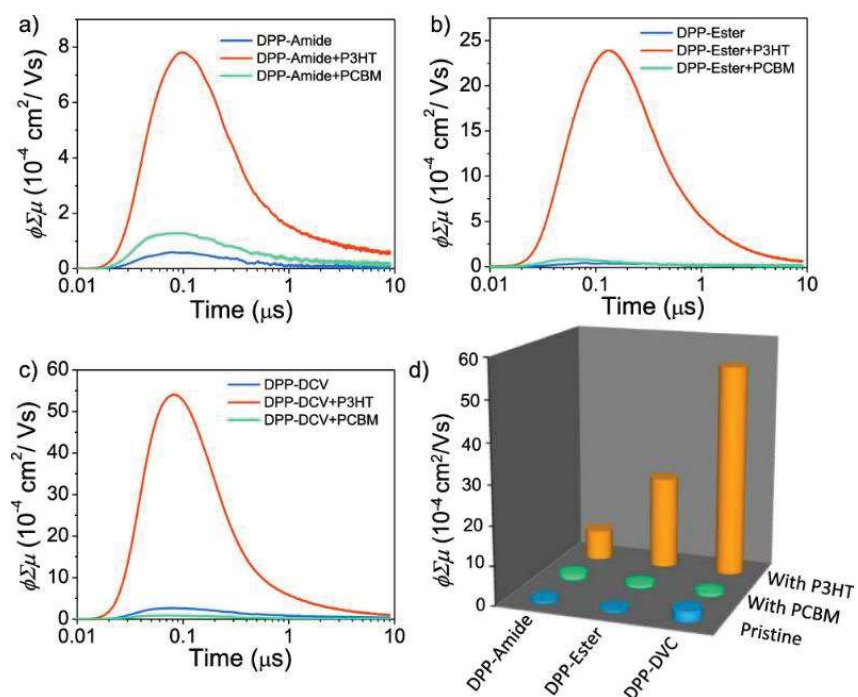 a)
DPP-Amide
DPP-Amide+P3HT
DPP-Amide+PCBM
ϕΣμ (10⁻⁴ cm²/ Vs)
8
6
4
2
0
0.01 0.1 1 10
Time (μs)
b)
DPP-Ester
DPP-Ester+P3HT
DPP-Ester+PCBM
ϕΣμ (10⁻⁴ cm²/ Vs)
25
20
15
10
5
0
0.01 0.1 1 10
Time (μs)
c)
DPP-DCV
DPP-DCV+P3HT
DPP-DCV+PCBM
ϕΣμ (10⁻⁴ cm²/ Vs)
60
50
40
30
20
10
0
0.01 0.1 1 10
Time (μs)
d)
ϕΣμ (10⁻⁴ cm²/Vs)
60
50
40
30
20
10
0
DPP-Amide
DPP-Ester
DPP-DVC
With P3HT
With PCBM
Pristine